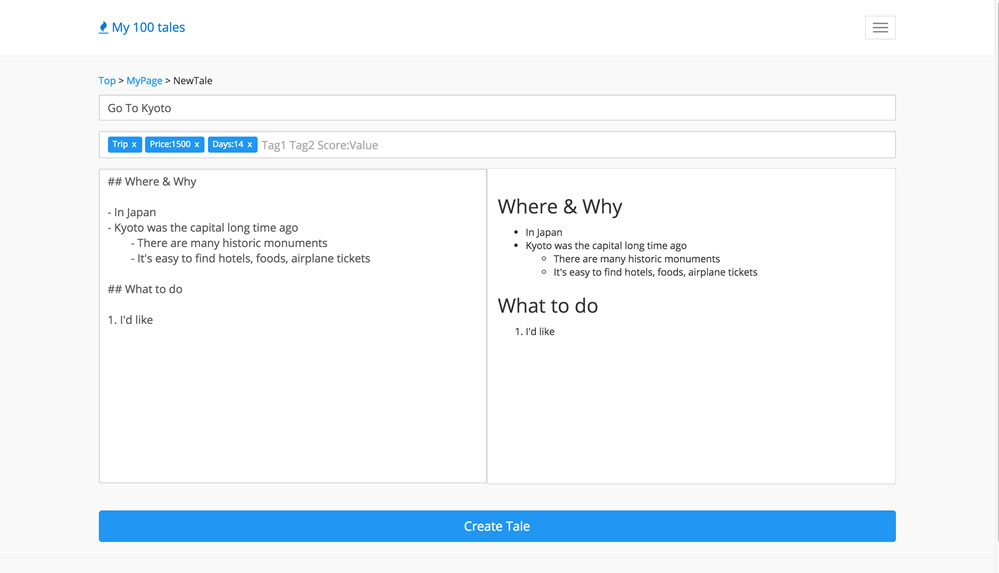 My 100 tales
Top > MyPage > NewTale
Go To Kyoto
Trip x Price:1500 x Days:14 x Tag1 Tag2 Score:Value
## Where & Why
- In Japan
- Kyoto was the capital long time ago
- There are many historic monuments
- It's easy to find hotels, foods, airplane tickets
## What to do
1. I'd like
Where & Why
In Japan
Kyoto was the capital long time ago
There are many historic monuments
It's easy to find hotels, foods, airplane tickets
What to do
1. I'd like
Create Tale